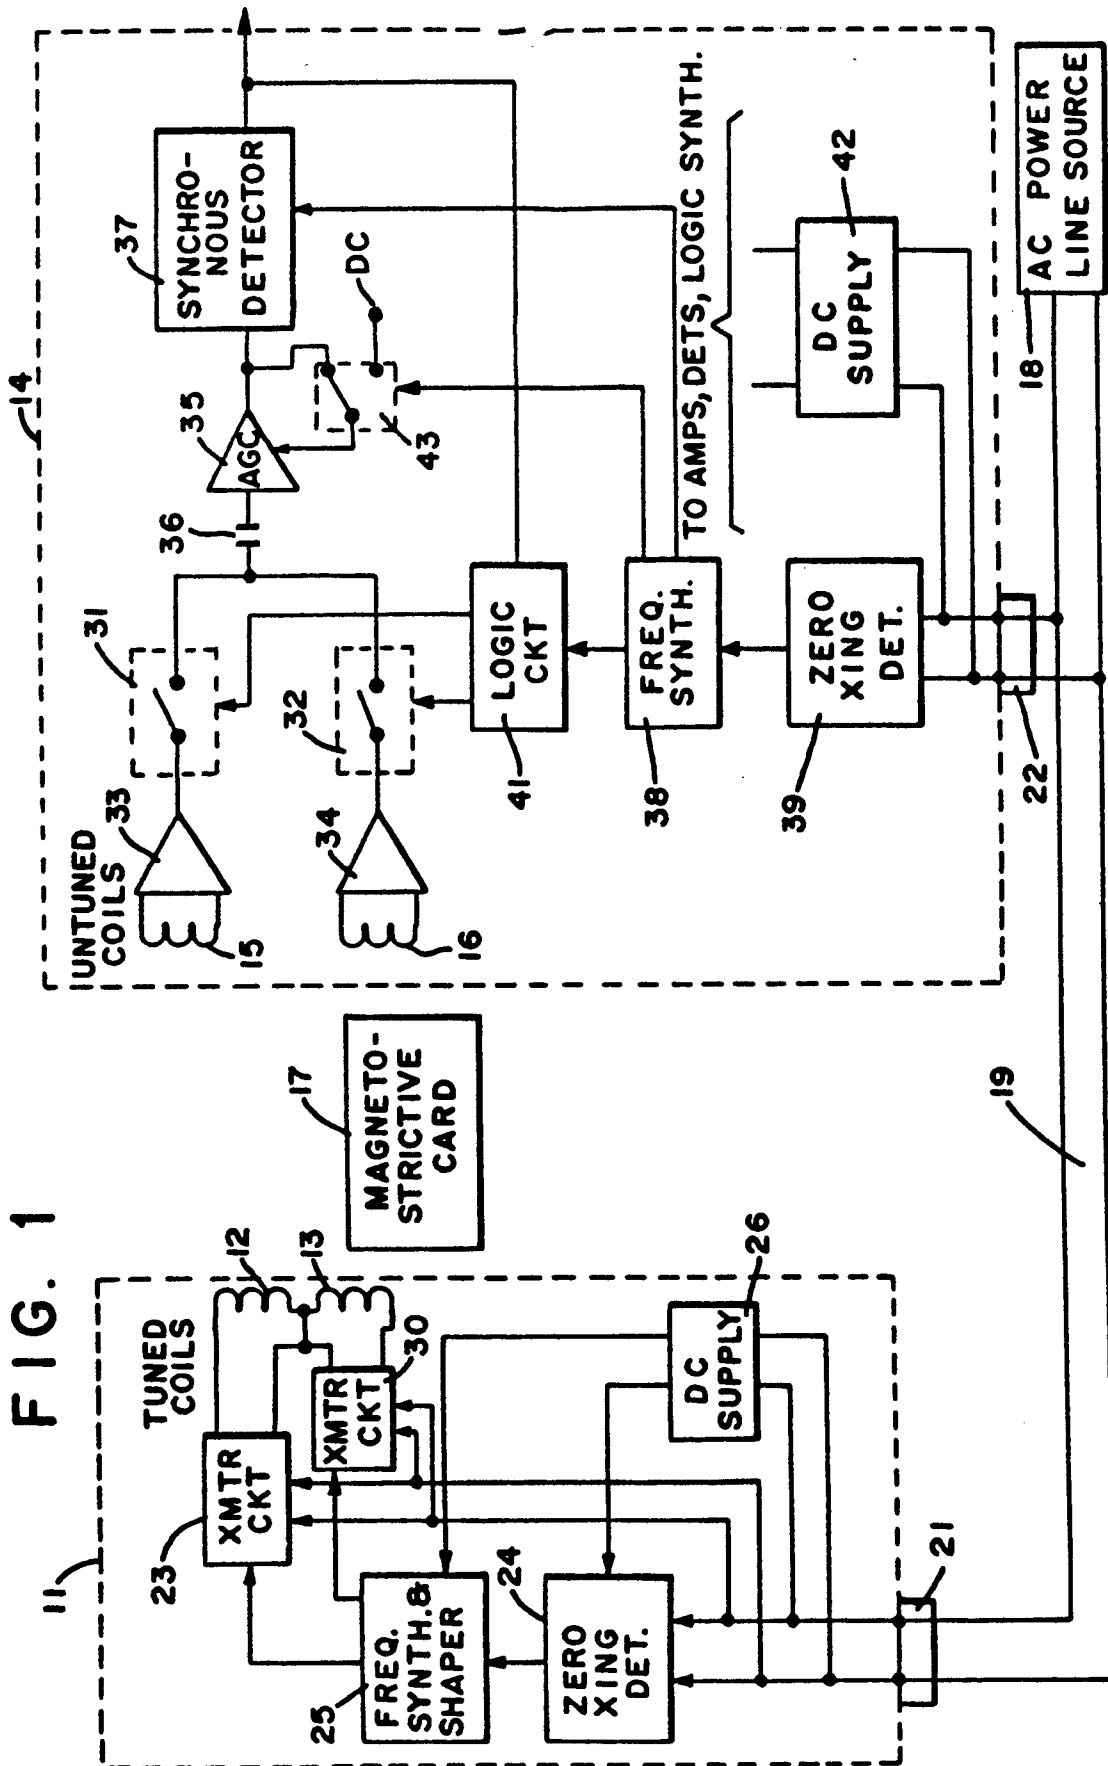 FIG. 1
11
TUNED
COILS
12
13
23
XMTR
CKT
XMTR
CKT
30
25
FREQ.
SYNTH.&
SHAPER
24
ZERO
XING
DET.
DC
SUPPLY
26
21
17
MAGNETO-
STRICTIVE
CARD
19
14
UNTUNED
COILS
15
33
31
16
34
32
36
35
AGC
37
SYNCHRO-
NOUS
DETECTOR
43
DC
41
LOGIC
CKT
38
FREQ.
SYNTH.
39
ZERO
XING
DET.
TO AMPS, DETS, LOGIC SYNTH.
DC
SUPPLY
42
22
18
AC POWER
LINE SOURCE